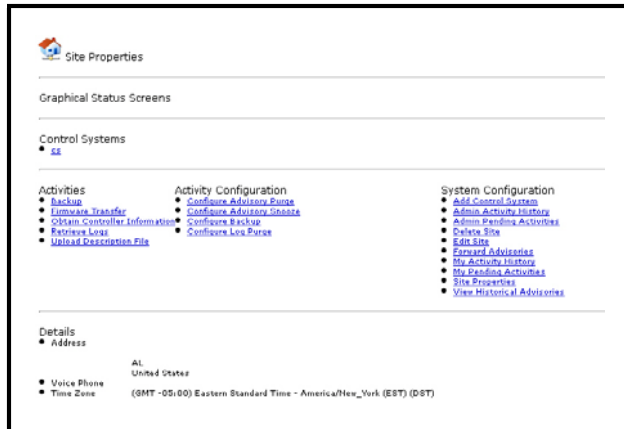 Site Properties
Graphical Status Screens
Control Systems
ss
Activities
Backup
Firmware Transfer
Obtain Controller Information
Retrieve Logs
Upload Description File
Activity Configuration
Configure Advisory Purge
Configure Advisory Snooze
Configure Backup
Configure Log Purge
System Configuration
Add Control System
Admin Activity History
Admin Pending Activities
Delete Site
Edit Site
Forward Advisories
My Activity History
My Pending Activities
Site Properties
View Historical Advisories
Details
Address
AL
United States
Voice Phone
Time Zone (GMT -05:00) Eastern Standard Time - America/New_York (EST) (DST)